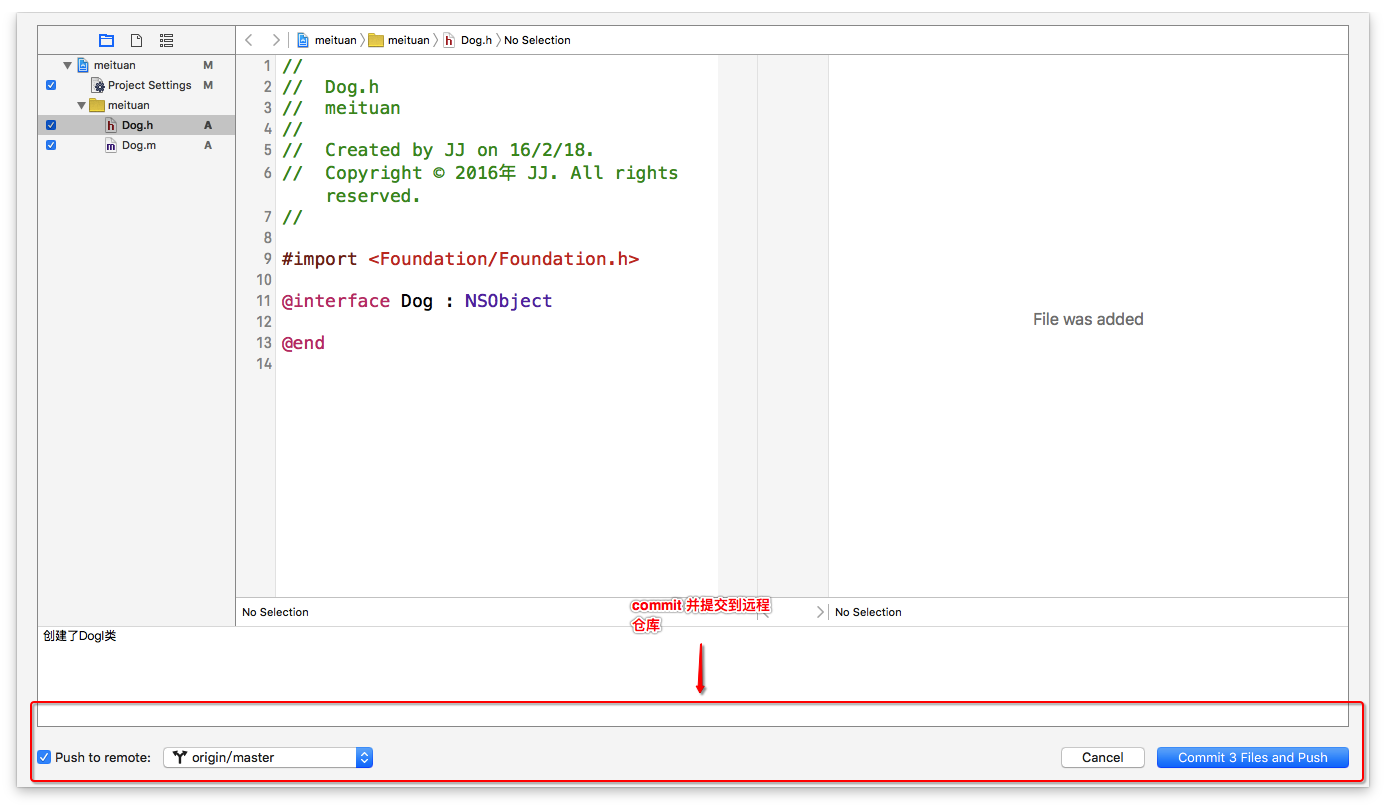 meituan M
Project Settings M
meituan
Dog.h A
Dog.m A
meituan meituan h Dog.h No Selection
1 //
2 // Dog.h
3 // meituan
4 //
5 // Created by JJ on 16/2/18.
6 // Copyright © 2016年 JJ. All rights
reserved.
7 //
8
9 #import <Foundation/Foundation.h>
10
11 @interface Dog : NSObject
12
13 @end
14
File was added
No Selection
No Selection
commit 并提交到远程
仓库
创建了Dogl类
Push to remote: origin/master
Cancel
Commit 3 Files and Push